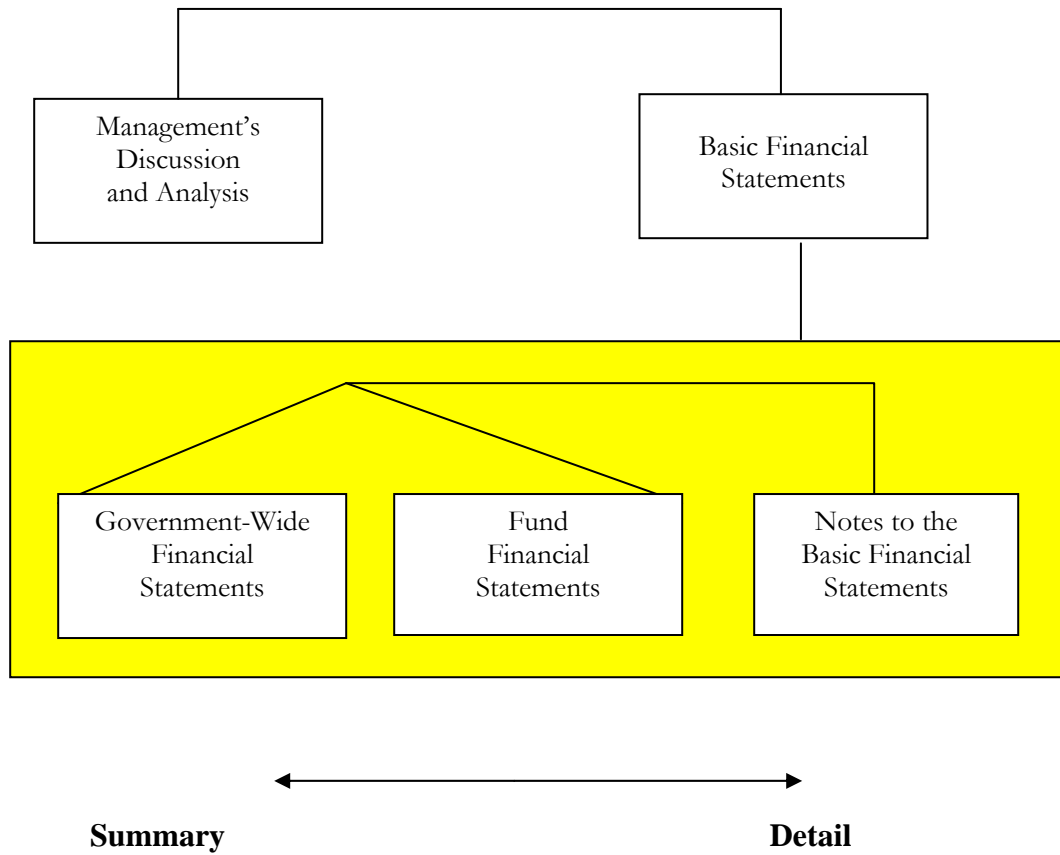 Management’s
Discussion
and Analysis
Basic Financial
Statements
Government-Wide
Financial
Statements
Fund
Financial
Statements
Notes to the
Basic Financial
Statements
Summary
Detail